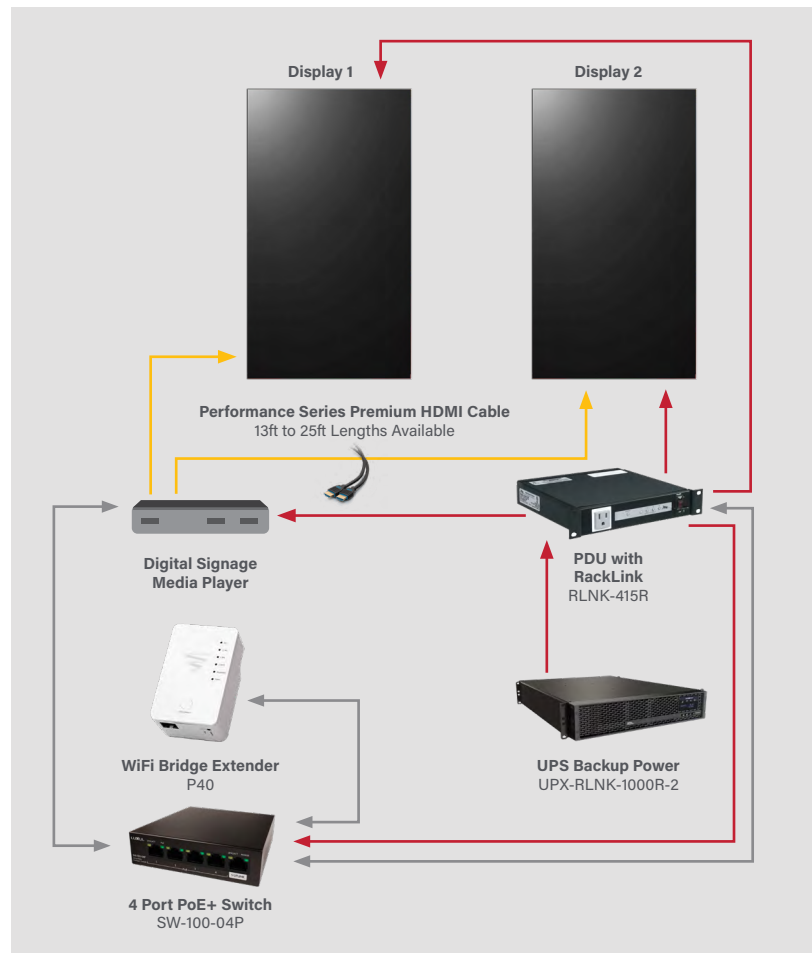 Display 1
Display 2
Performance Series Premium HDMI Cable
13ft to 25ft Lengths Available
Digital Signage
Media Player
PDU with
RackLink
RLNK-415R
WiFi Bridge Extender
P40
UPS Backup Power
UPX-RLNK-1000R-2
4 Port PoE+ Switch
SW-100-04P